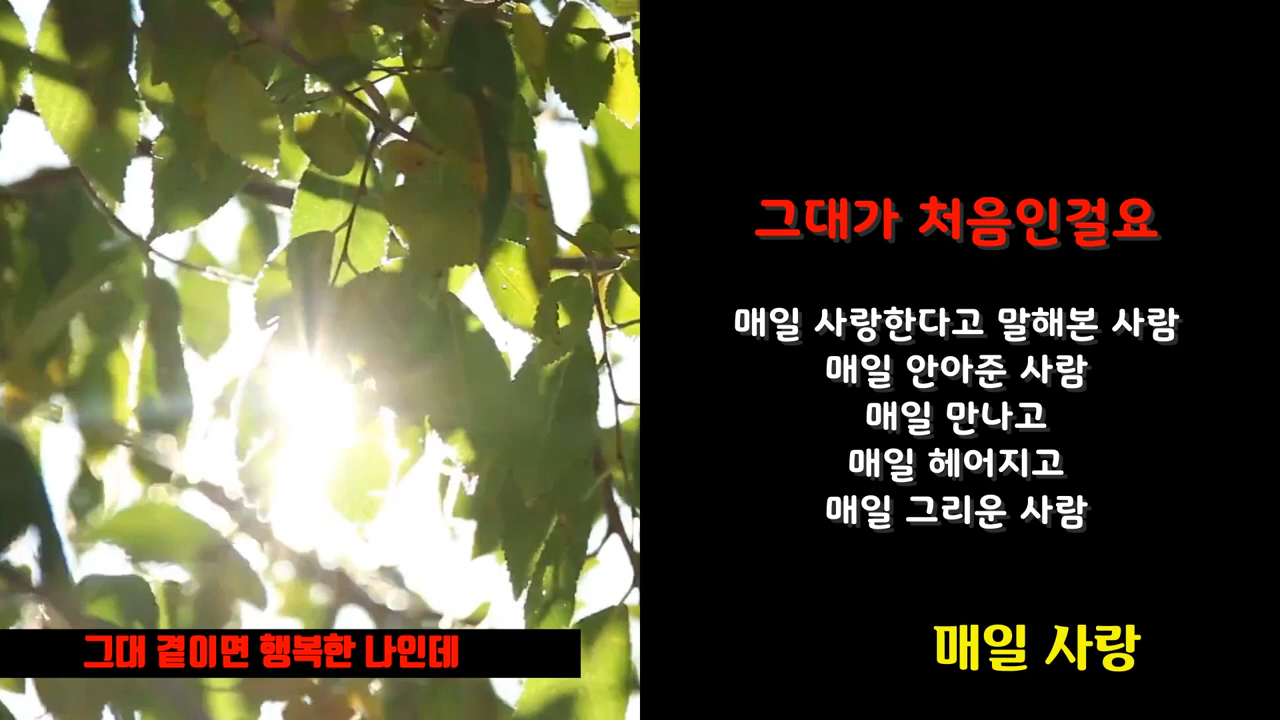 그대가 처음인걸요
매일 사랑한다고 말해본 사람
매일 안아준 사람
매일 만나고
매일 헤어지고
매일 그리운 사람
매일 사랑
그대 곁이면 행복한 나인데